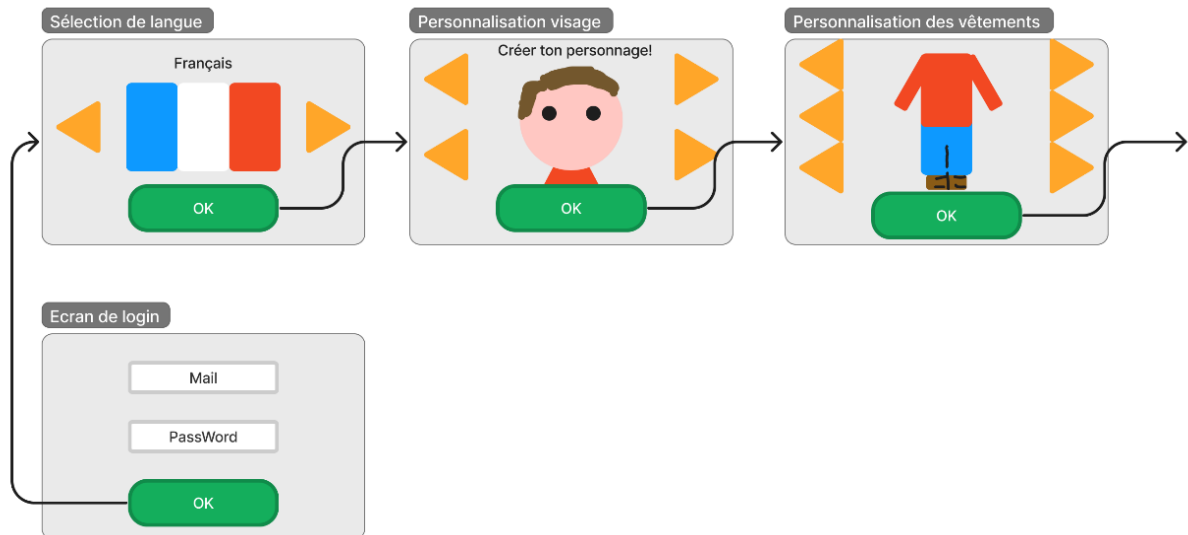 Sélection de langue
Français
OK
Personnalisation visage
Créer ton personnage!
OK
Personnalisation des vêtements
OK
Ecran de login
Mail
PassWord
OK